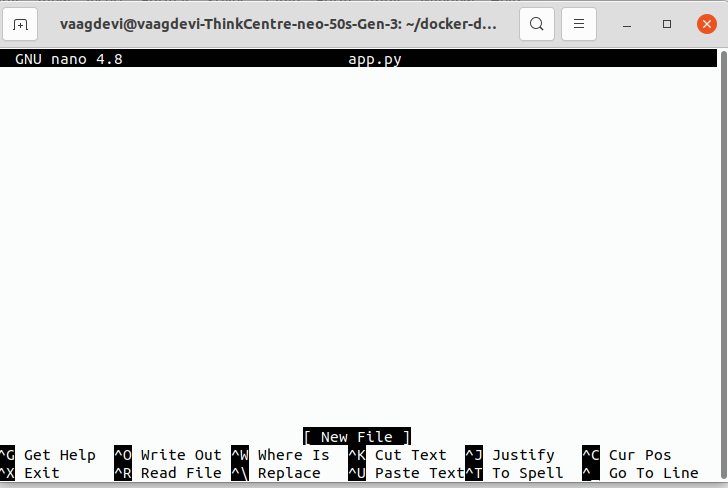 vaagdevi@vaagdevi-ThinkCentre-neo-50s-Gen-3: ~/docker-d...
GNU nano 4.8 app.py
[ New File ]
^G Get Help ^O Write Out ^W Where Is ^K Cut Text ^J Justify ^C Cur Pos
^X Exit ^R Read File ^\ Replace ^U Paste Text ^T To Spell ^_ Go To Line